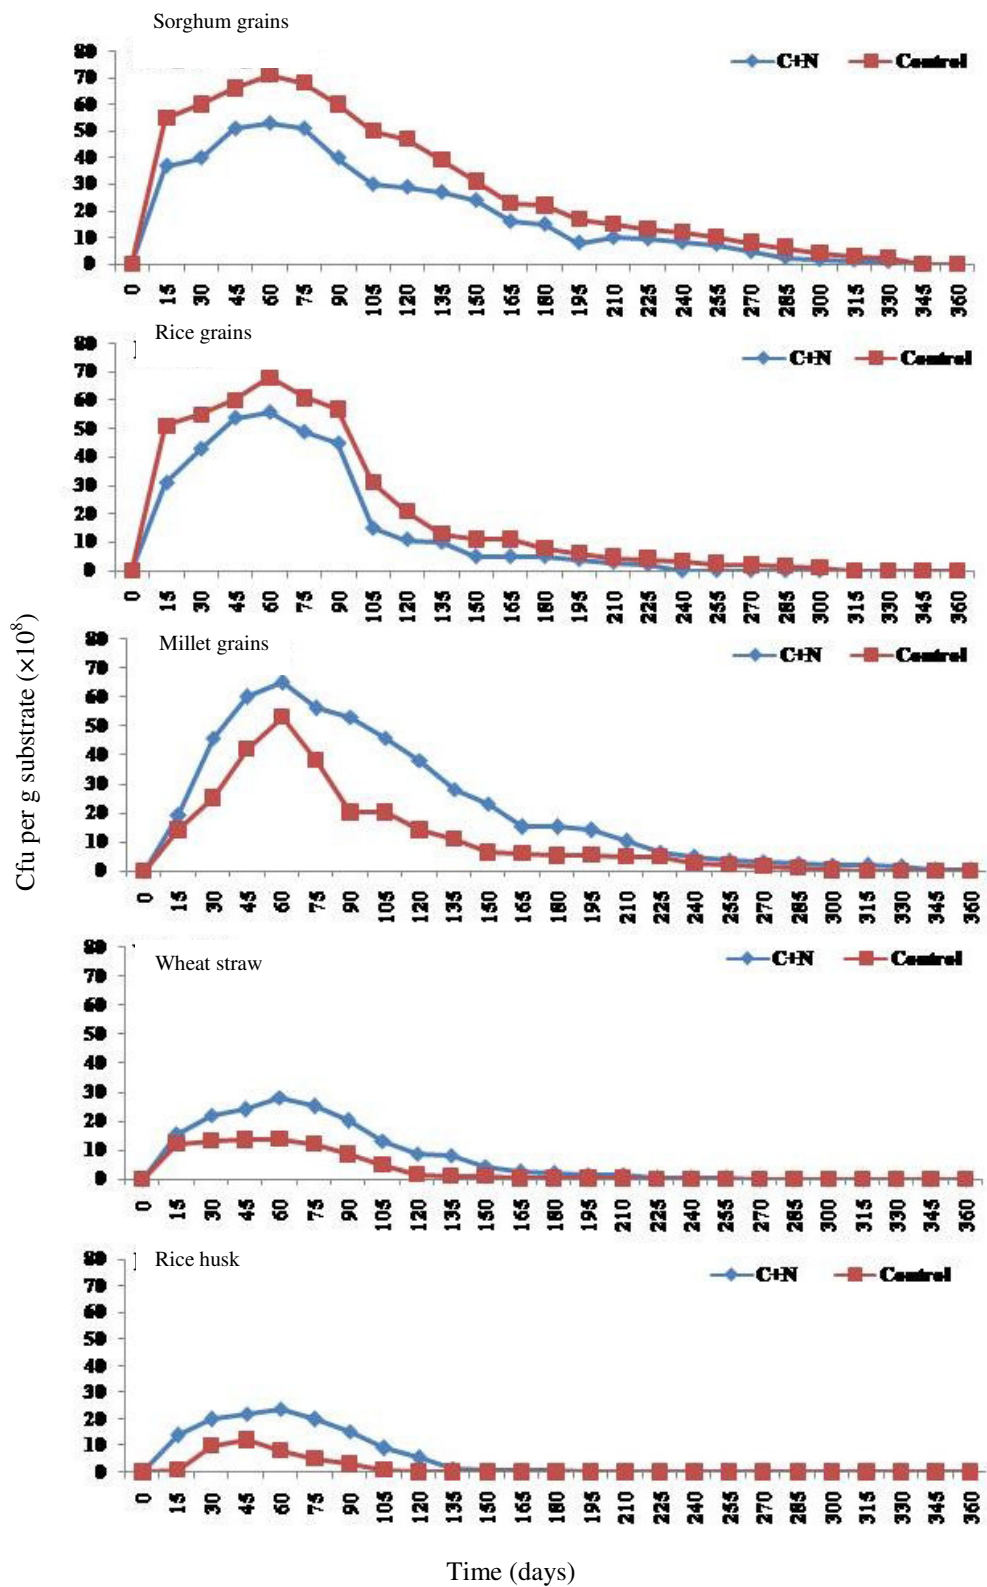 Sorghum grains
C+N Control
80
70
60
50
40
30
20
10
0
0 15 30 45 60 75 90 105 120 135 150 165 180 195 210 225 240 255 270 285 300 315 330 345 360
Rice grains
C+N Control
80
70
60
50
40
30
20
10
0
0 15 30 45 60 75 90 105 120 135 150 165 180 195 210 225 240 255 270 285 300 315 330 345 360
Cfu per g substrate (×10⁸)
Millet grains
C+N Control
80
70
60
50
40
30
20
10
0
0 15 30 45 60 75 90 105 120 135 150 165 180 195 210 225 240 255 270 285 300 315 330 345 360
Wheat straw
C+N Control
80
70
60
50
40
30
20
10
0
0 15 30 45 60 75 90 105 120 135 150 165 180 195 210 225 240 255 270 285 300 315 330 345 360
Rice husk
C+N Control
80
70
60
50
40
30
20
10
0
0 15 30 45 60 75 90 105 120 135 150 165 180 195 210 225 240 255 270 285 300 315 330 345 360
Time (days)